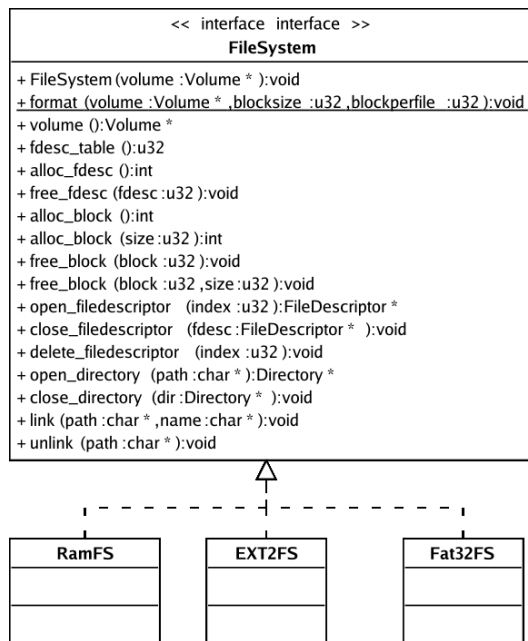 << interface interface >>
FileSystem
+ FileSystem (volume :Volume * ):void
+ format (volume :Volume * ,blocksize :u32 ,blockperfile :u32 ):void
+ volume ():Volume *
+ fdesc_table ():u32
+ alloc_fdesc ():int
+ free_fdesc (fdesc :u32 ):void
+ alloc_block ():int
+ alloc_block (size :u32 ):int
+ free_block (block :u32 ):void
+ free_block (block :u32 ,size :u32 ):void
+ open_filedescriptor (index :u32 ):FileDescriptor *
+ close_filedescriptor (fdesc :FileDescriptor * ):void
+ delete_filedescriptor (index :u32 ):void
+ open_directory (path :char * ):Directory *
+ close_directory (dir :Directory * ):void
+ link (path :char * ,name :char * ):void
+ unlink (path :char * ):void
RamFS EXT2FS Fat32FS